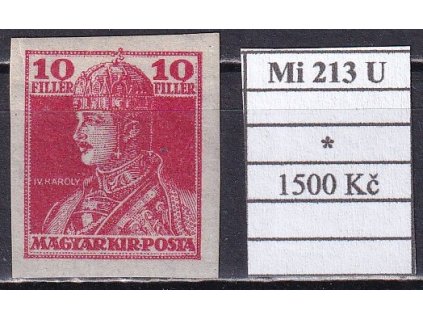 10 10
FILLÉR FILLÉR
IV. KÁROLY
MAGYAR KIR. POSTA
Mi 213 U
*
1500 Kč